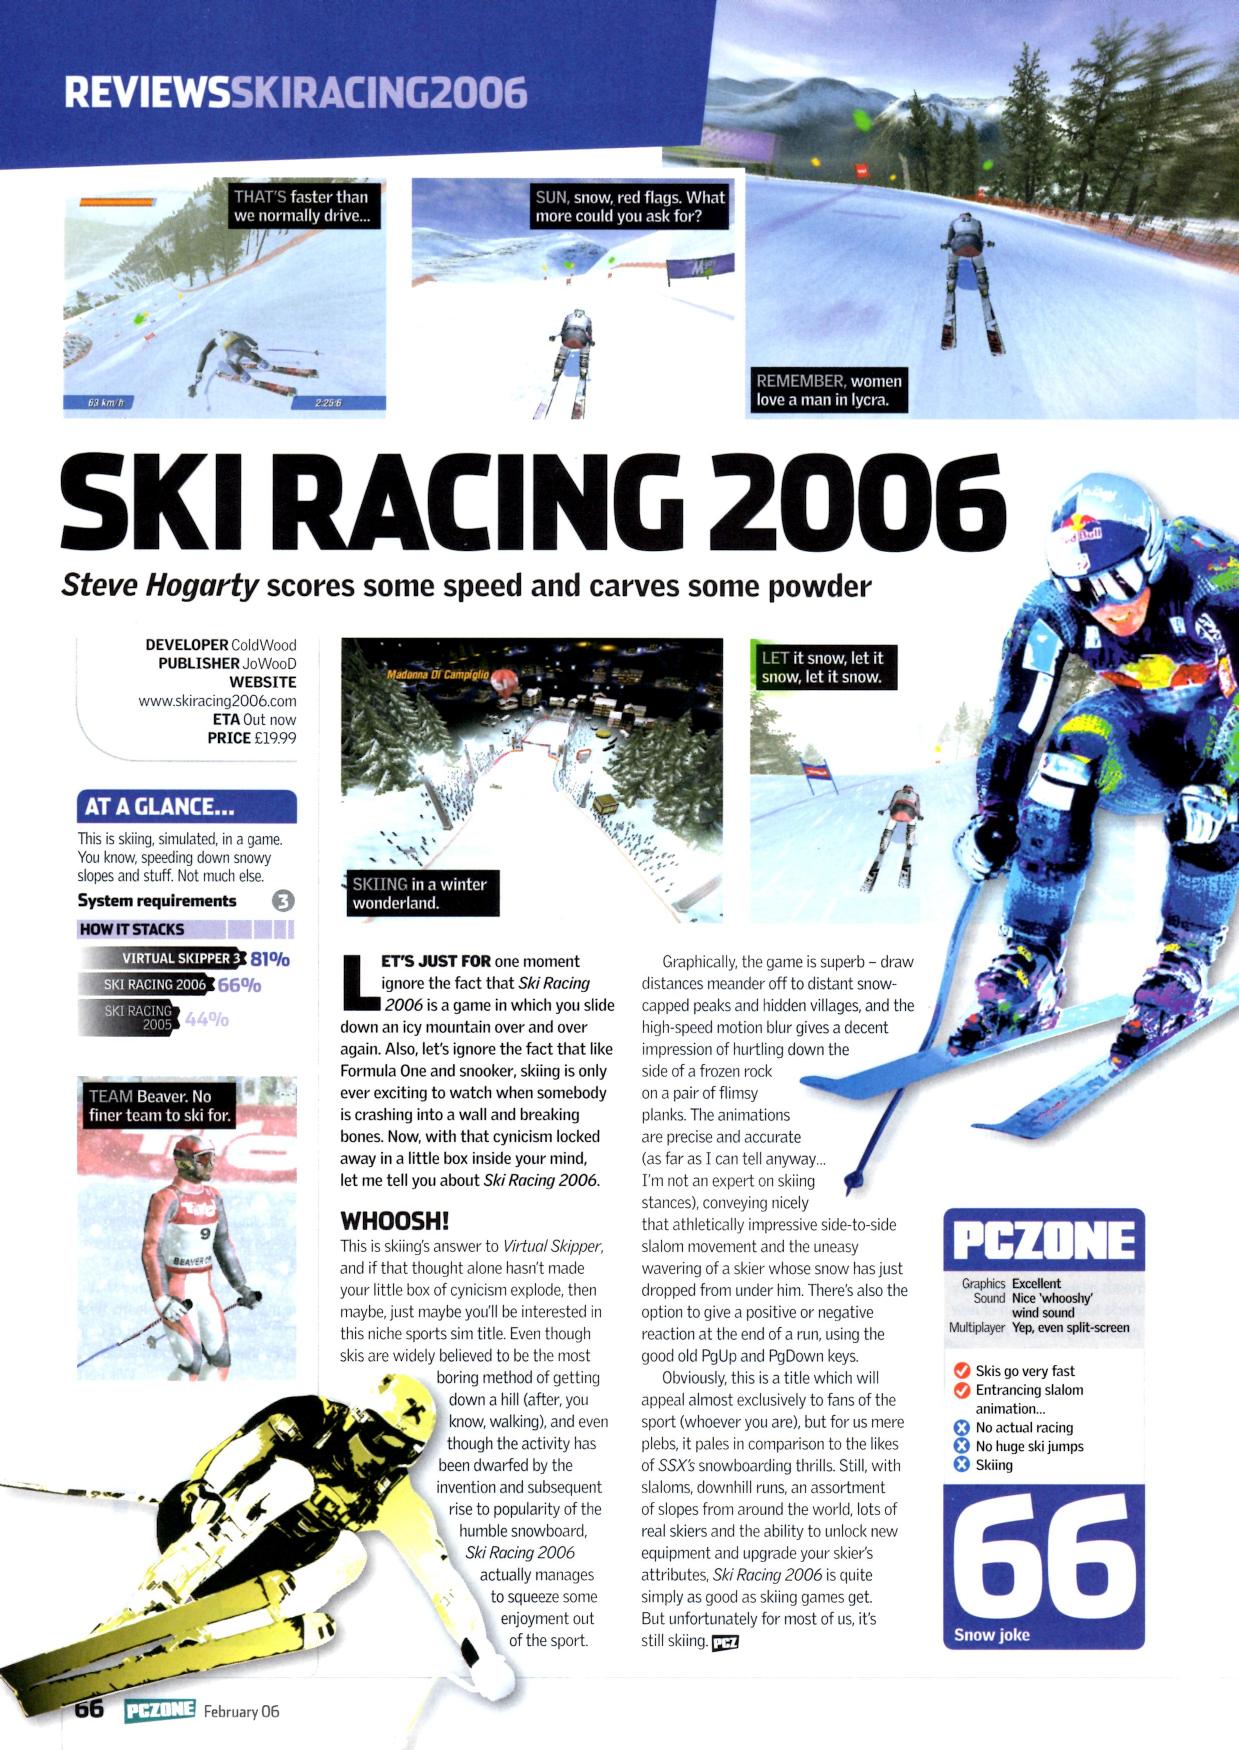 REVIEWSSKIRACING2006
THAT'S faster than
we normally drive...
63 km/h
2:25:6
SUN, snow, red flags. What
more could you ask for?
REMEMBER, women
love a man in lycra.
SKI RACING 2006
Steve Hogarty scores some speed and carves some powder
DEVELOPER ColdWood
PUBLISHER JoWooD
WEBSITE
www.skiracing2006.com
ETA Out now
PRICE £19.99
AT A GLANCE...
This is skiing, simulated, in a game.
You know, speeding down snowy
slopes and stuff. Not much else.
System requirements 3
HOW IT STACKS
VIRTUAL SKIPPER 3 81%
SKI RACING 2006 66%
SKI RACING
2005 44%
TEAM Beaver. No
finer team to ski for.
9
BEAVER CR
Madonna Di Campiglio
SKIING in a winter
wonderland.
LET it snow, let it
snow, let it snow.
Red Bull
LET'S JUST FOR one moment
ignore the fact that Ski Racing
2006 is a game in which you slide
down an icy mountain over and over
again. Also, let's ignore the fact that like
Formula One and snooker, skiing is only
ever exciting to watch when somebody
is crashing into a wall and breaking
bones. Now, with that cynicism locked
away in a little box inside your mind,
let me tell you about Ski Racing 2006.
WHOOSH!
This is skiing's answer to Virtual Skipper,
and if that thought alone hasn't made
your little box of cynicism explode, then
maybe, just maybe you'll be interested in
this niche sports sim title. Even though
skis are widely believed to be the most
boring method of getting
down a hill (after, you
know, walking), and even
though the activity has
been dwarfed by the
invention and subsequent
rise to popularity of the
humble snowboard,
Ski Racing 2006
actually manages
to squeeze some
enjoyment out
of the sport.
Graphically, the game is superb – draw
distances meander off to distant snow-
capped peaks and hidden villages, and the
high-speed motion blur gives a decent
impression of hurtling down the
side of a frozen rock
on a pair of flimsy
planks. The animations
are precise and accurate
(as far as I can tell anyway...
I'm not an expert on skiing
stances), conveying nicely
that athletically impressive side-to-side
slalom movement and the uneasy
wavering of a skier whose snow has just
dropped from under him. There's also the
option to give a positive or negative
reaction at the end of a run, using the
good old PgUp and PgDown keys.
Obviously, this is a title which will
appeal almost exclusively to fans of the
sport (whoever you are), but for us mere
plebs, it pales in comparison to the likes
of SSX's snowboarding thrills. Still, with
slaloms, downhill runs, an assortment
of slopes from around the world, lots of
real skiers and the ability to unlock new
equipment and upgrade your skier's
attributes, Ski Racing 2006 is quite
simply as good as skiing games get.
But unfortunately for most of us, it's
still skiing. PCZ
PCZONE
Graphics Excellent
Sound Nice 'whooshy'
wind sound
Multiplayer Yep, even split-screen
Skis go very fast
Entrancing slalom
animation...
No actual racing
No huge ski jumps
Skiing
66
Snow joke
66 PCZONE February 06